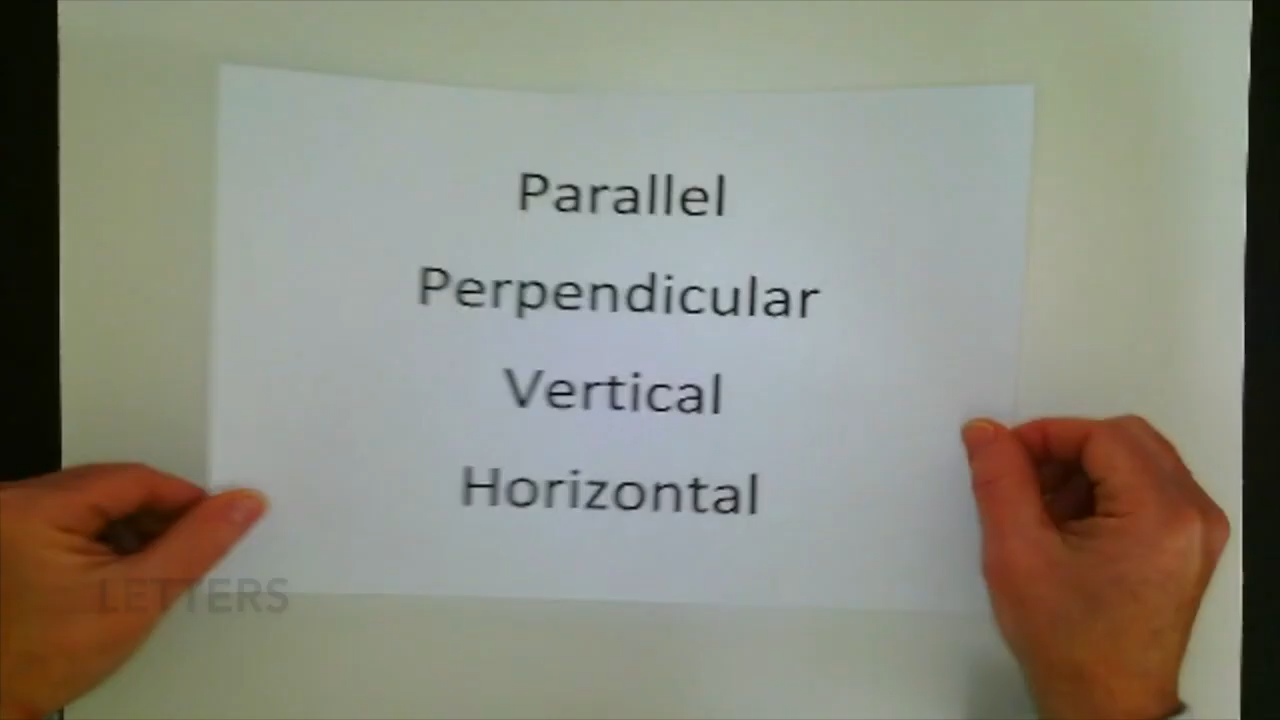 Parallel
Perpendicular
Vertical
Horizontal
LETTERS